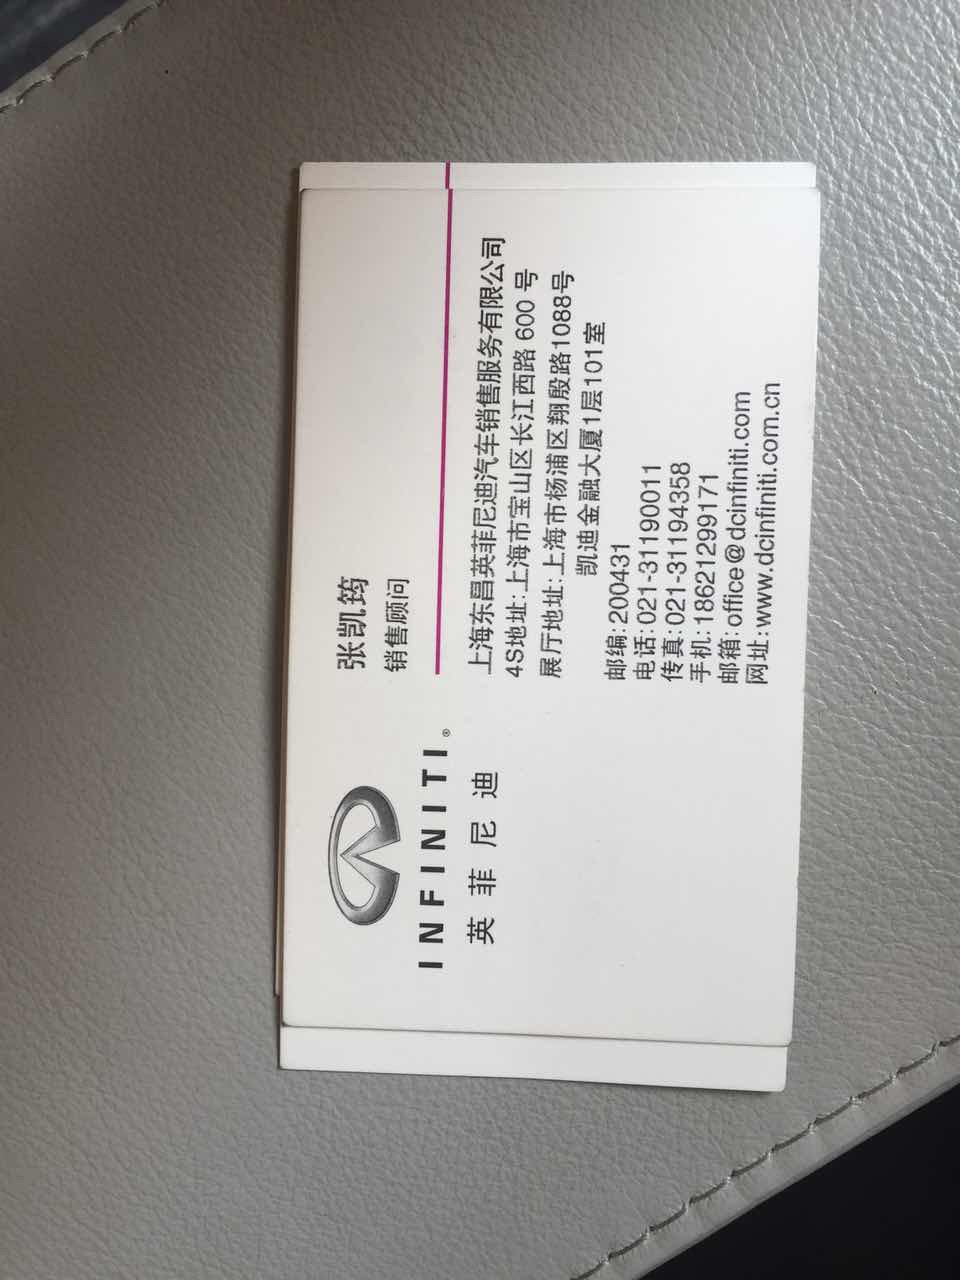 INFINITI®
英菲尼迪
张凯筠
销售顾问
上海东昌英菲尼迪汽车销售服务有限公司
4S地址:上海市宝山区长江西路 600 号
展厅地址:上海市杨浦区翔殷路1088号
凯迪金融大厦1层101室
邮编:200431
电话:021-31190011
传真:021-31194358
手机:18621299171
邮箱:office@dcinfiniti.com
网址:www.dcinfiniti.com.cn